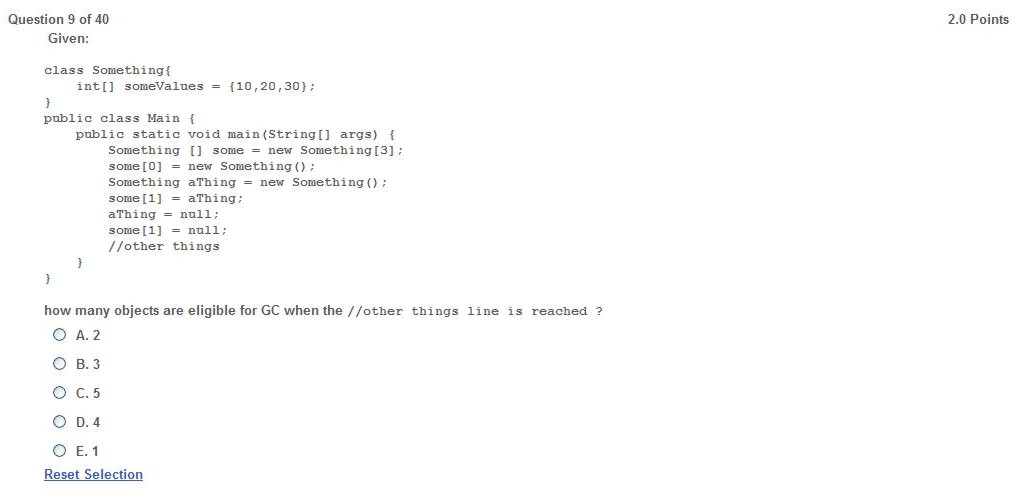 Question 9 of 40
2.0 Points
Given:
class Something{
int[] someValues = {10,20,30};
}
public class Main {
public static void main(String[] args) {
Something [] some = new Something[3];
some[0] = new Something();
Something aThing = new Something();
some[1] = aThing;
aThing = null;
some[1] = null;
//other things
}
}
how many objects are eligible for GC when the //other things line is reached ?
A. 2
B. 3
C. 5
D. 4
E. 1
Reset Selection